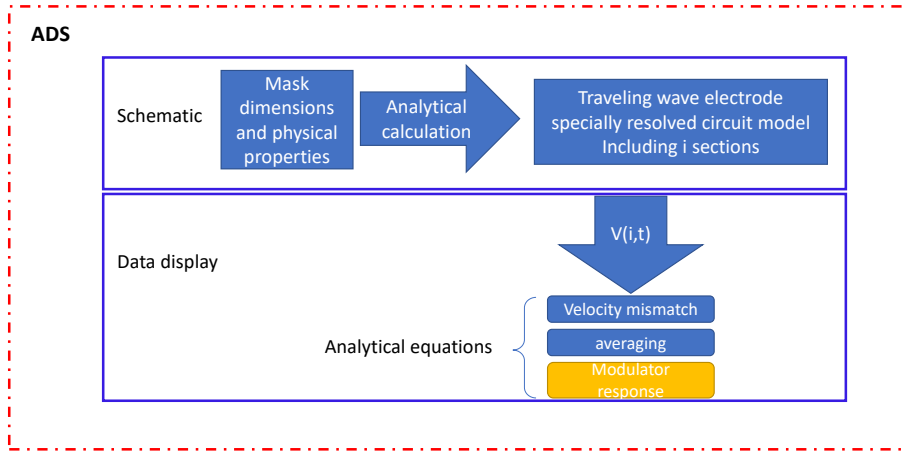 ADS
Schematic
Mask
dimensions
and physical
properties
Analytical
calculation
Traveling wave electrode
specially resolved circuit model
Including i sections
V(i,t)
Data display
Analytical equations
Velocity mismatch
averaging
Modulator
response